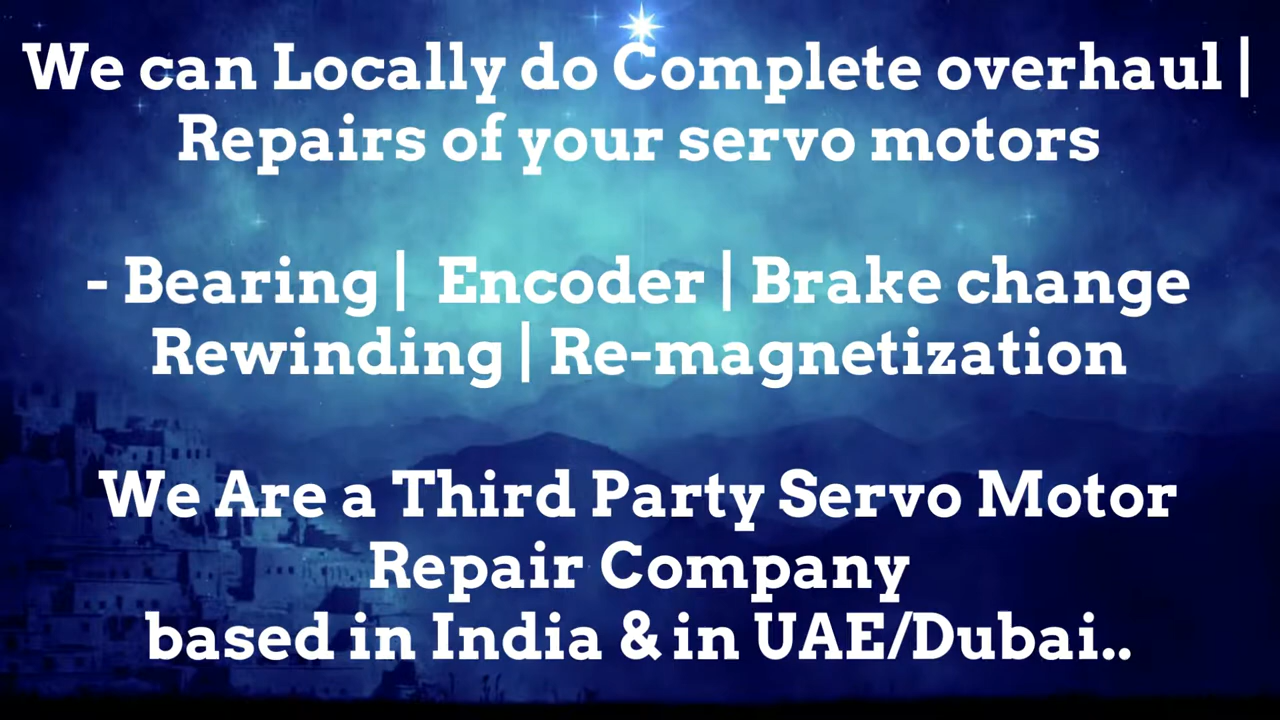 We can Locally do Complete overhaul |
Repairs of your servo motors
- Bearing | Encoder | Brake change
Rewinding | Re-magnetization
We Are a Third Party Servo Motor
Repair Company
based in India & in UAE/Dubai..